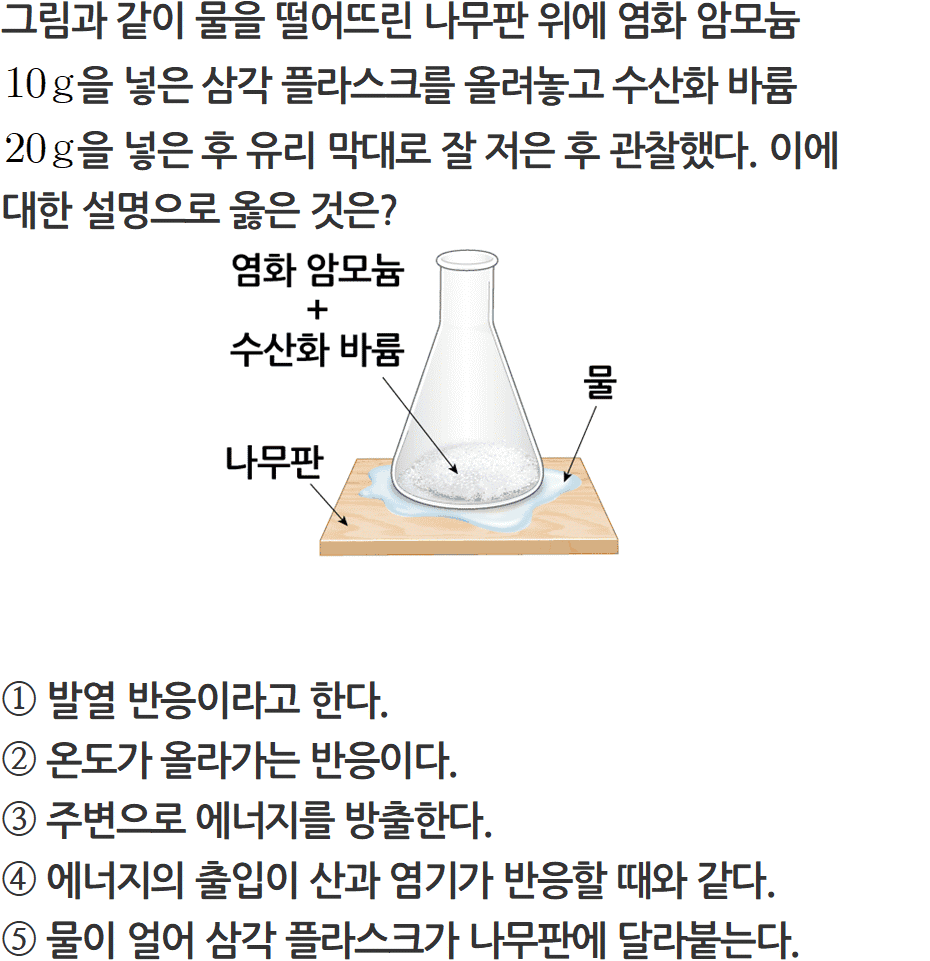 그림과 같이 물을 떨어뜨린 나무판 위에 염화 암모늄
10 g을 넣은 삼각 플라스크를 올려놓고 수산화 바륨
20 g을 넣은 후 유리 막대로 잘 저은 후 관찰했다. 이에
대한 설명으로 옳은 것은?
염화 암모늄
+
수산화 바륨
물
나무판
① 발열 반응이라고 한다.
② 온도가 올라가는 반응이다.
③ 주변으로 에너지를 방출한다.
④ 에너지의 출입이 산과 염기가 반응할 때와 같다.
⑤ 물이 얼어 삼각 플라스크가 나무판에 달라붙는다.